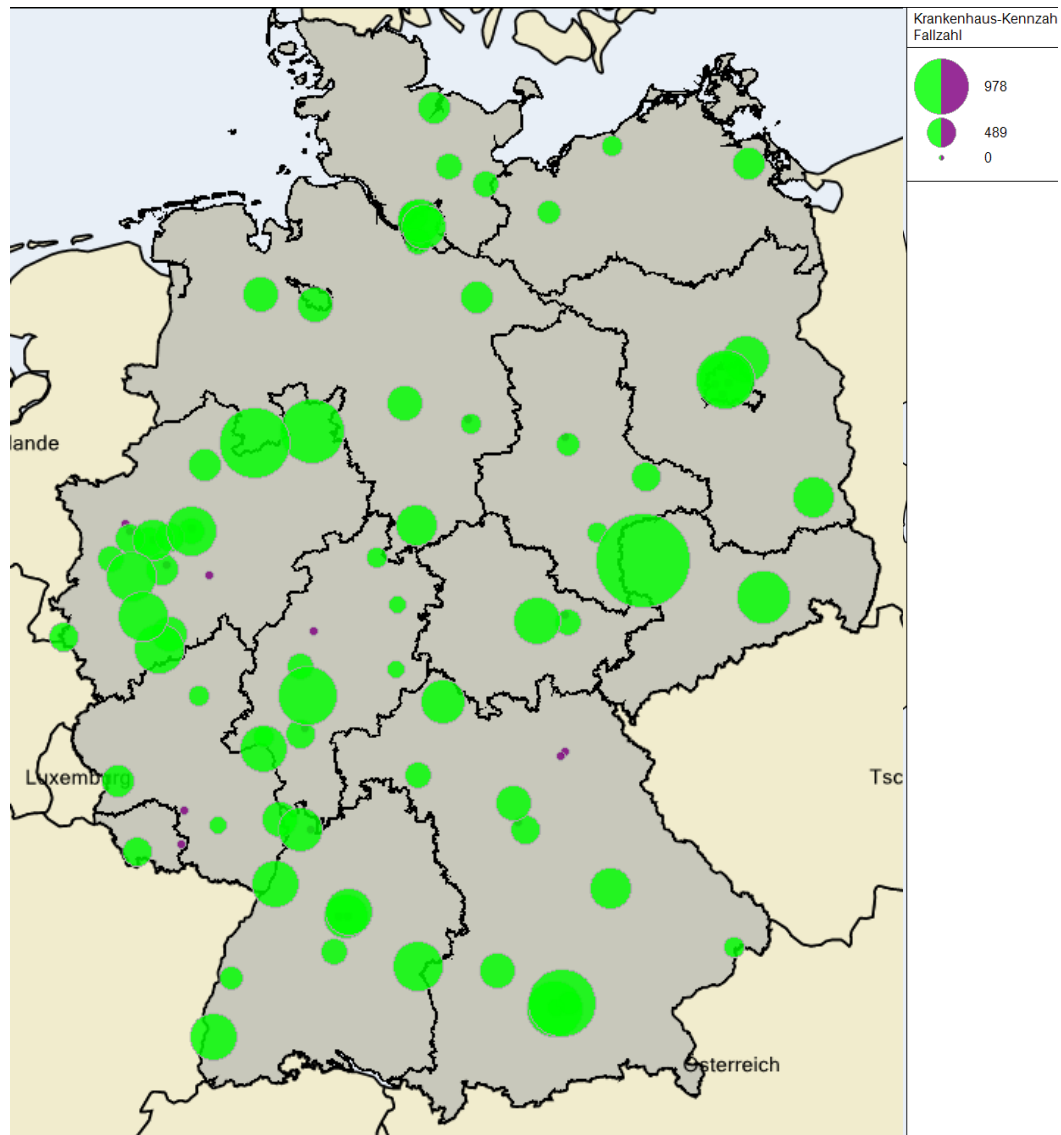 Krankenhaus-Kennzah
Fallzahl
978
489
0
lande
Luxemburg
Tsc
Österreich